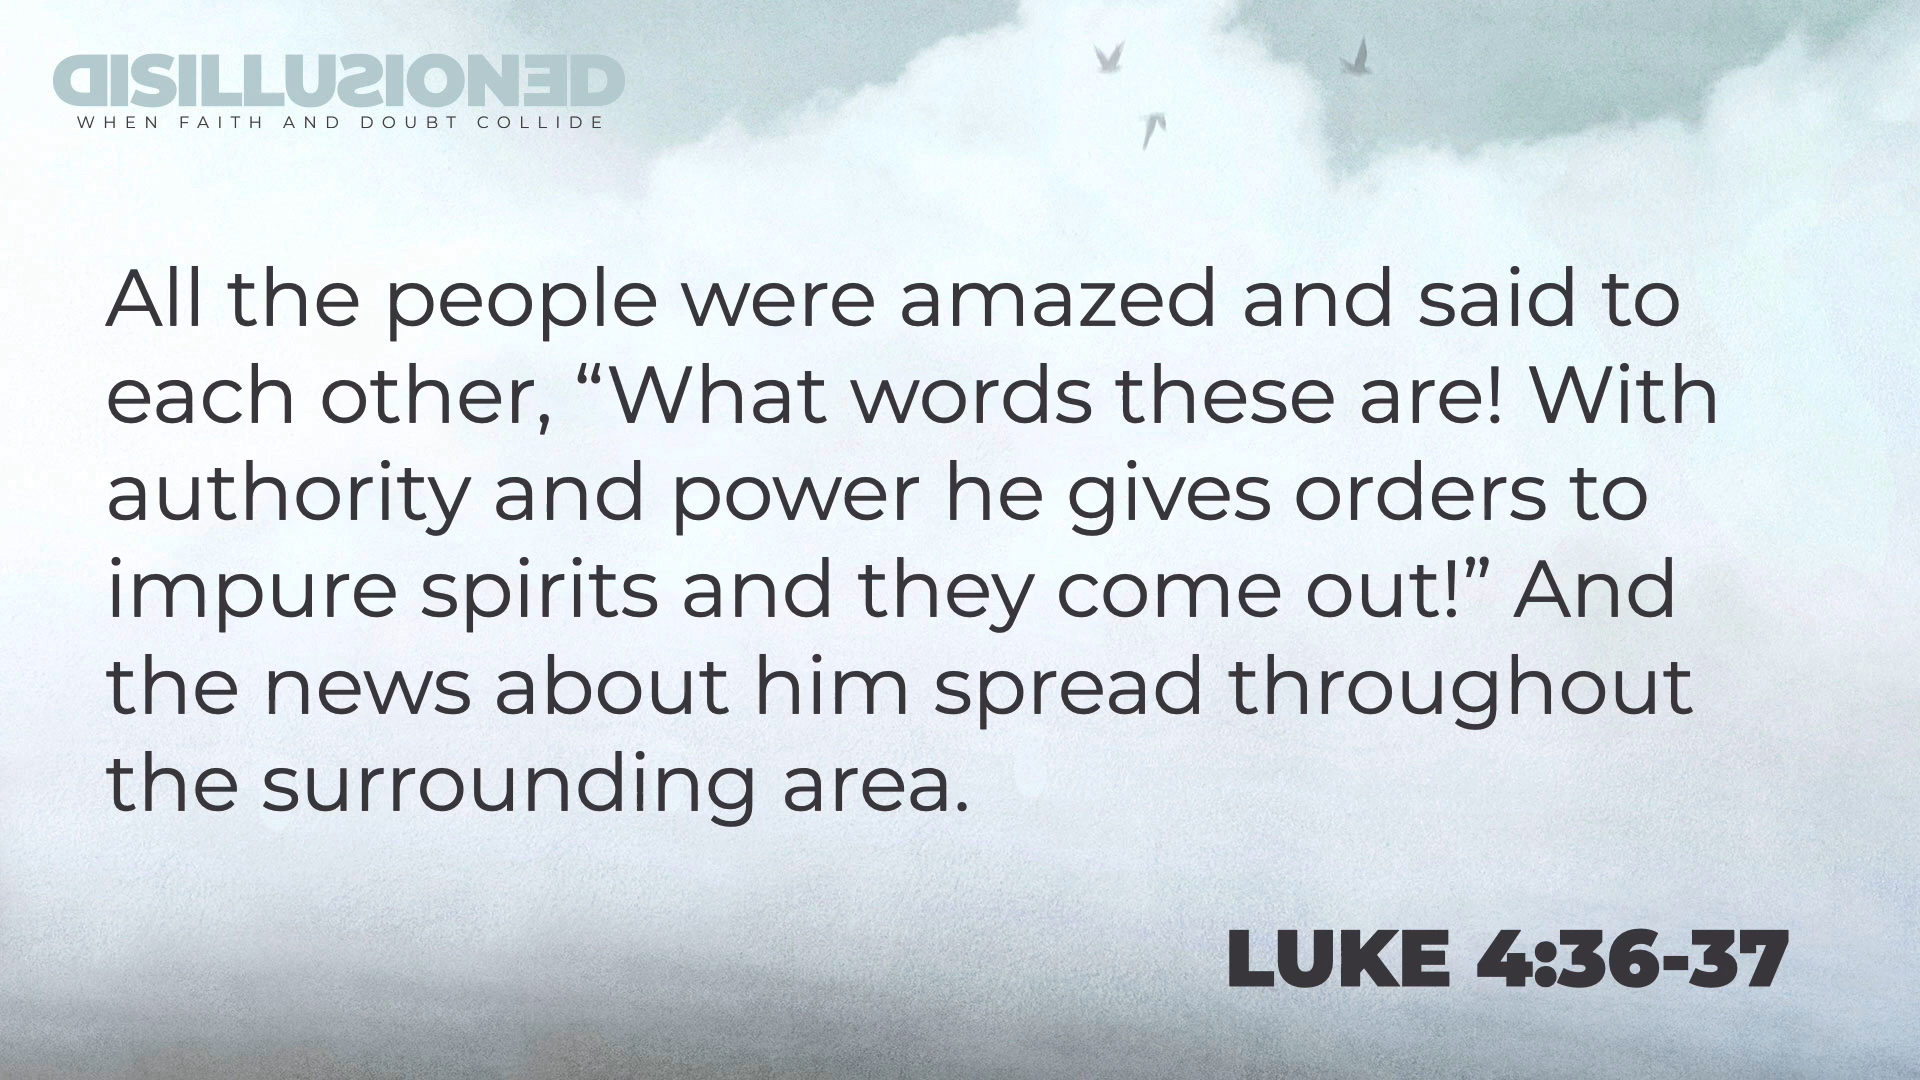 DISILLUSIONED
WHEN FAITH AND DOUBT COLLIDE
All the people were amazed and said to
each other, “What words these are! With
authority and power he gives orders to
impure spirits and they come out!” And
the news about him spread throughout
the surrounding area.
LUKE 4:36-37